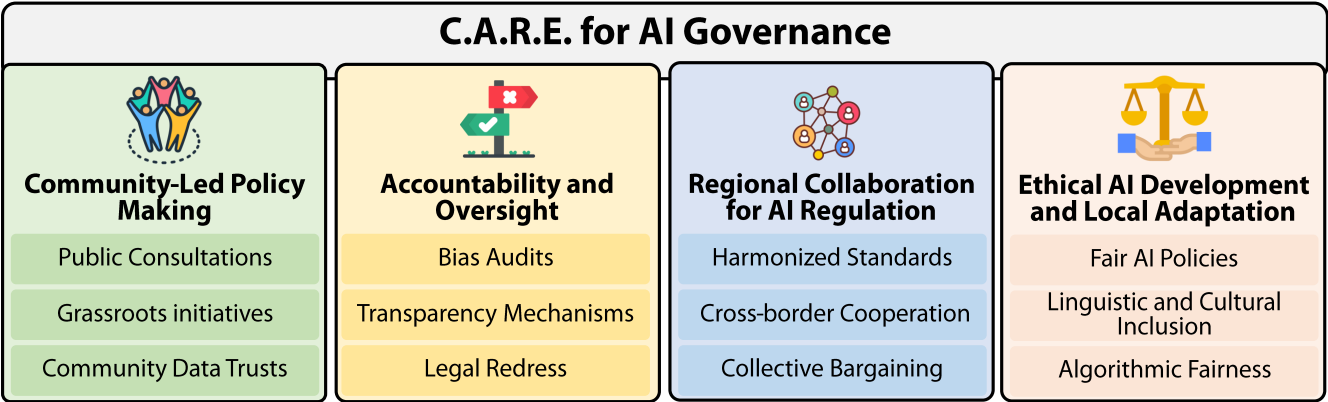 C.A.R.E. for AI Governance
Community-Led Policy
Making
Public Consultations
Grassroots initiatives
Community Data Trusts
Accountability and
Oversight
Bias Audits
Transparency Mechanisms
Legal Redress
Regional Collaboration
for AI Regulation
Harmonized Standards
Cross-border Cooperation
Collective Bargaining
Ethical AI Development
and Local Adaptation
Fair AI Policies
Linguistic and Cultural
Inclusion
Algorithmic Fairness